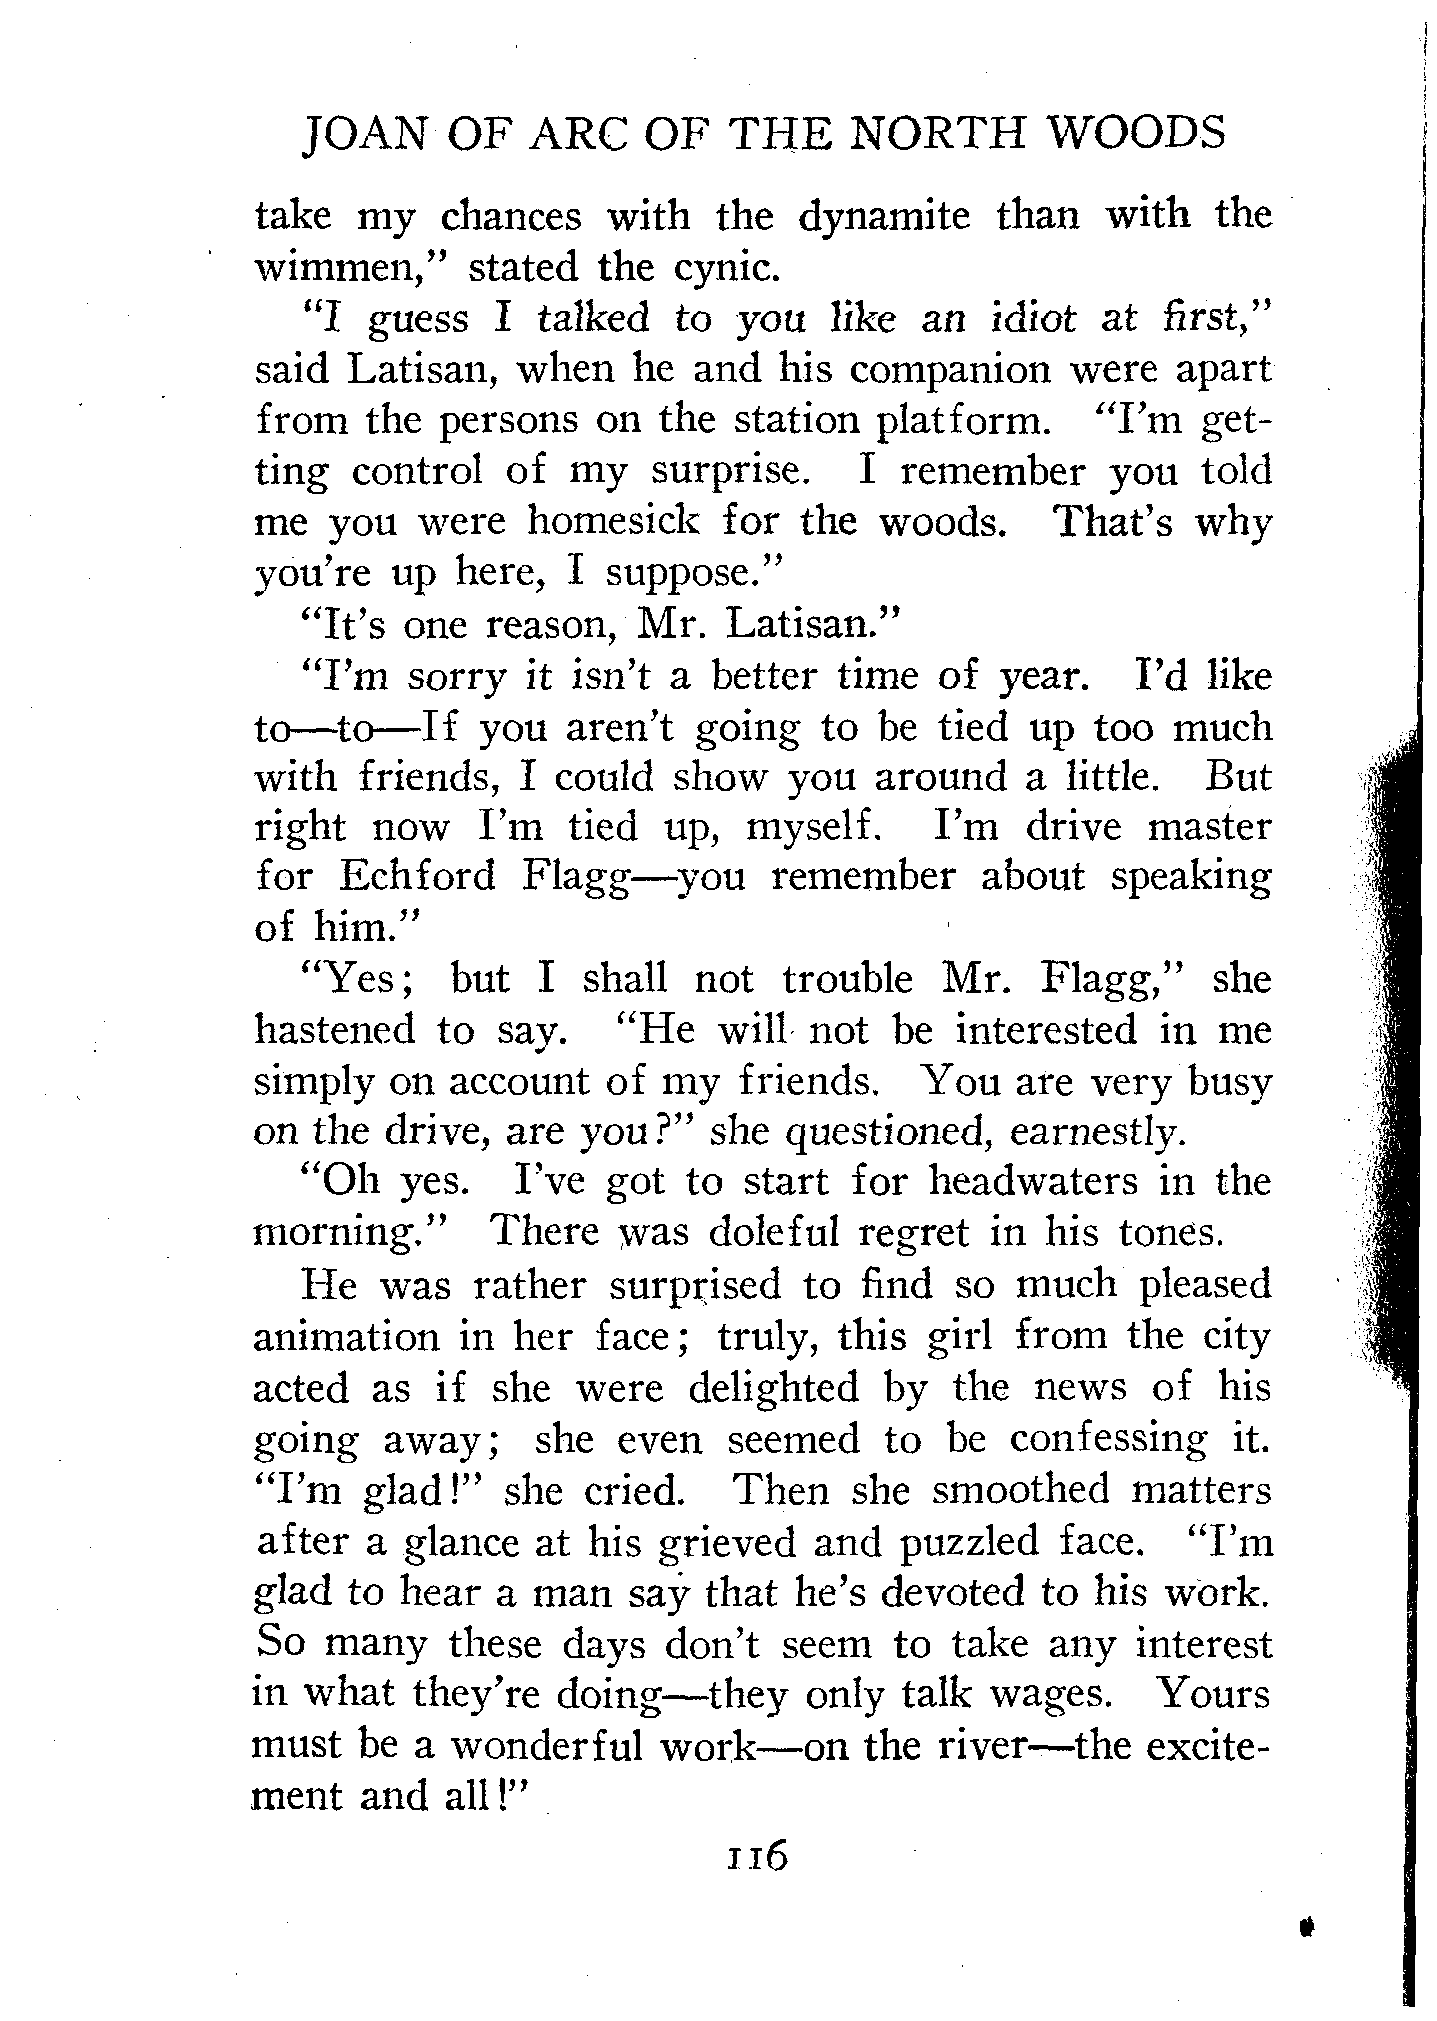 JOAN OF ARC OF THE NORTH WOODS
take my chances with the dynamite than with the
wimmen," stated the cynic.
"I guess I talked to you like an idiot at first,"
said Latisan, when he and his companion were apart
from the persons on the station platform. "I'm get-
ting control of my surprise. I remember you told
me you were homesick for the woods. That's why
you're up here, I suppose."
"It's one reason, Mr. Latisan."
"I'm sorry it isn't a better time of year. I'd like
to—to—If you aren't going to be tied up too much
with friends, I could show you around a little. But
right now I'm tied up, myself. I'm drive master
for Echford Flagg—you remember about speaking
of him."
"Yes; but I shall not trouble Mr. Flagg," she
hastened to say. "He will not be interested in me
simply on account of my friends. You are very busy
on the drive, are you?" she questioned, earnestly.
"Oh yes. I've got to start for headwaters in the
morning." There was doleful regret in his tones.
He was rather surprised to find so much pleased
animation in her face; truly, this girl from the city
acted as if she were delighted by the news of his
going away; she even seemed to be confessing it.
"I'm glad!" she cried. Then she smoothed matters
after a glance at his grieved and puzzled face. "I'm
glad to hear a man say that he's devoted to his work.
So many these days don't seem to take any interest
in what they're doing—they only talk wages. Yours
must be a wonderful work—on the river—the excite-
ment and all!"
116